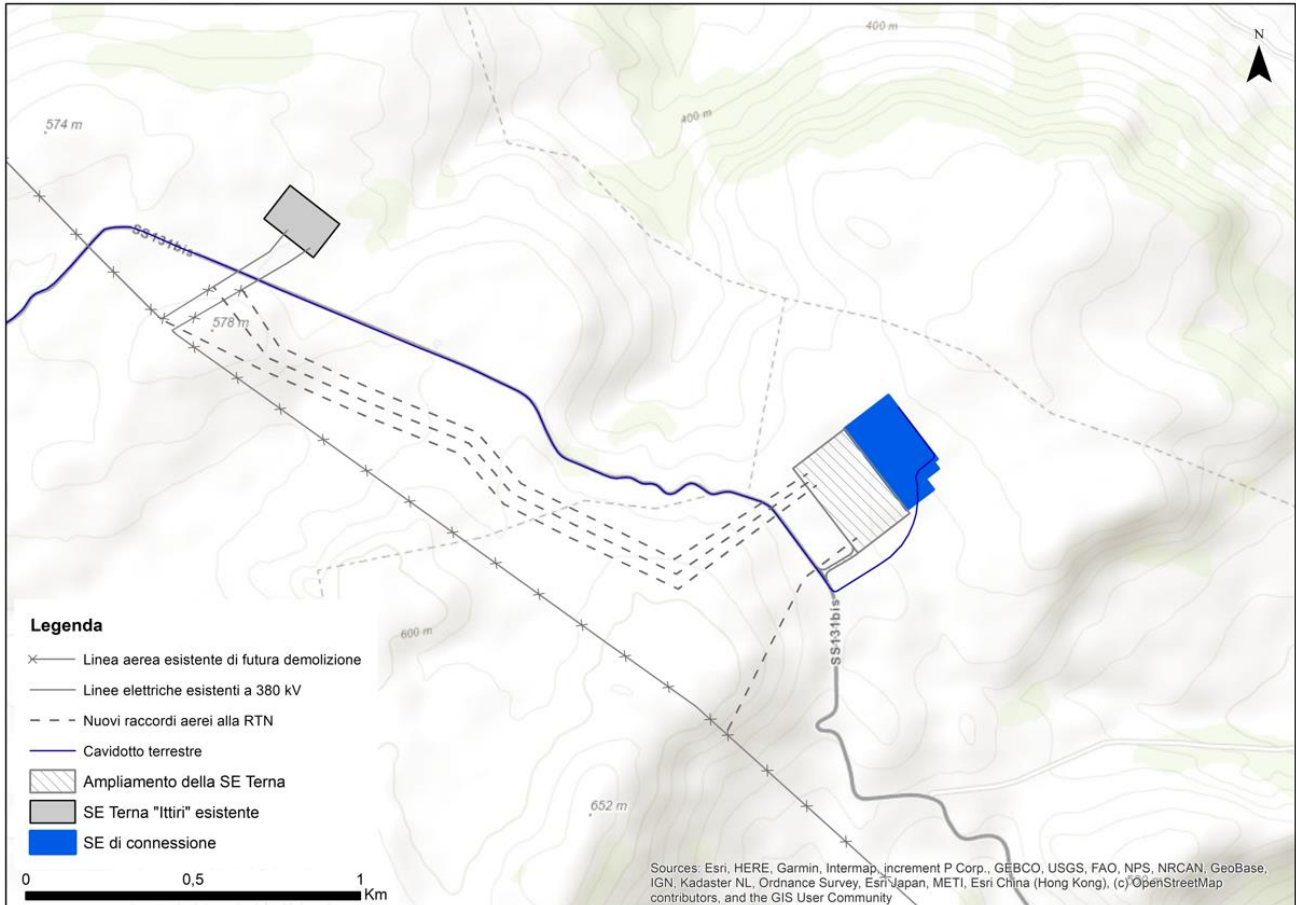 400 m
N
574 m
400 m
SS131bis
578 m
SS131bis
600 m
652 m
Legenda
Linea aerea esistente di futura demolizione
Linee elettriche esistenti a 380 kV
Nuovi raccordi aerei alla RTN
Cavidotto terrestre
Ampliamento della SE Terna
SE Terna "Ittiri" esistente
SE di connessione
0 0,5 1
Km
Sources: Esri, HERE, Garmin, Intermap, increment P Corp., GEBCO, USGS, FAO, NPS, NRCAN, GeoBase,
IGN, Kadaster NL, Ordnance Survey, Esri Japan, METI, Esri China (Hong Kong), (c) OpenStreetMap
contributors, and the GIS User Community